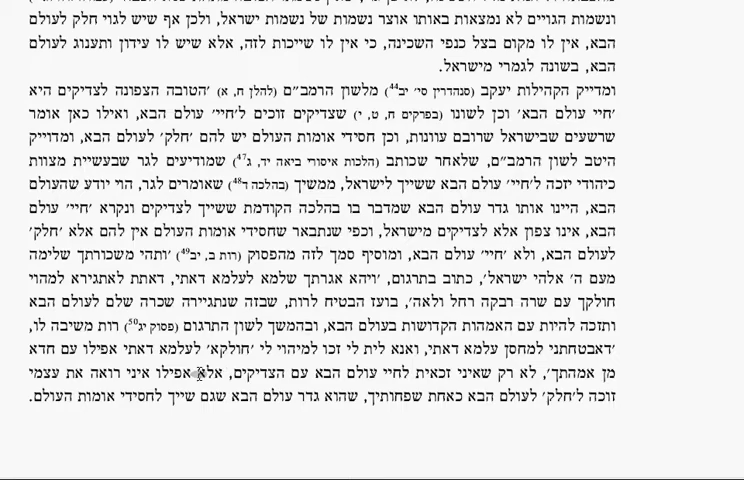 ונשמות הגויים לא נמצאות באותו אוצר נשמות של נשמות ישראל, ולכן אף שיש לגוי חלק לעולם
הבא, אין לו מקום בצל כנפי השכינה, כי אין לו שייכות לזה, אלא שיש לו עידון ותענוג לעולם
הבא, בשונה לגמרי מישראל.
ומדייק הקהילות יעקב (סנהדרין סי׳ יב44) מלשון הרמב״ם (להלן ח, א) ׳הטובה הצפונה לצדיקים היא
׳חיי עולם הבא׳ וכן לשונו (בפרקים ח, ט, י) שצדיקים זוכים ל׳חיי׳ עולם הבא, ואילו כאן אומר
שרשעים שבישראל שרובם עוונות, וכן חסידי אומות העולם יש להם ׳חלק׳ לעולם הבא, ומדוייק
היטב לשון הרמב״ם, שלאחר שכותב (הלכות איסורי ביאה יד, ג47) שמודיעים לגר שבעשיית מצוות
כיהודי יזכה ל׳חיי׳ עולם הבא ששייך לישראל, ממשיך (בהלכה ד48) שאומרים לגר, הוי יודע שהעולם
הבא, היינו אותו גדר עולם הבא שמדבר בו בהלכה הקודמת ששייך לצדיקים ונקרא ׳חיי׳ עולם
הבא, אינו צפון אלא לצדיקים מישראל, וכפי שנתבאר שחסידי אומות העולם אין להם אלא ׳חלק׳
לעולם הבא, ולא ׳חיי׳ עולם הבא, ומוסיף סמך לזה מהפסוק (רות ב, יב49) ׳ותהי משכורתך שלימה
מעם ה׳ אלהי ישראל׳, כתוב בתרגום, ׳ויהא אגרתך שלמא לעלמא דאתי, דאתת לאתגירא למהוי
חולקך עם שרה רבקה רחל ולאה׳, בועז הבטיח לרות, שבזה שנתגיירה שכרה שלם לעולם הבא
ותזכה להיות עם האמהות הקדושות בעולם הבא, ובהמשך לשון התרגום (פסוק יג50) רות משיבה לו,
׳דאבטחתני למחסן עלמא דאתי, ואנא לית לי זכו למיהוי לי ׳חולקא׳ לעלמא דאתי אפילו עם חדא
מן אמהתך׳, לא רק שאיני זכאית לחיי עולם הבא עם הצדיקים, אלא אפילו איני רואה את עצמי
זוכה ל׳חלק׳ לעולם הבא כאחת שפחותיך, שהוא גדר עולם הבא שגם שייך לחסידי אומות העולם.